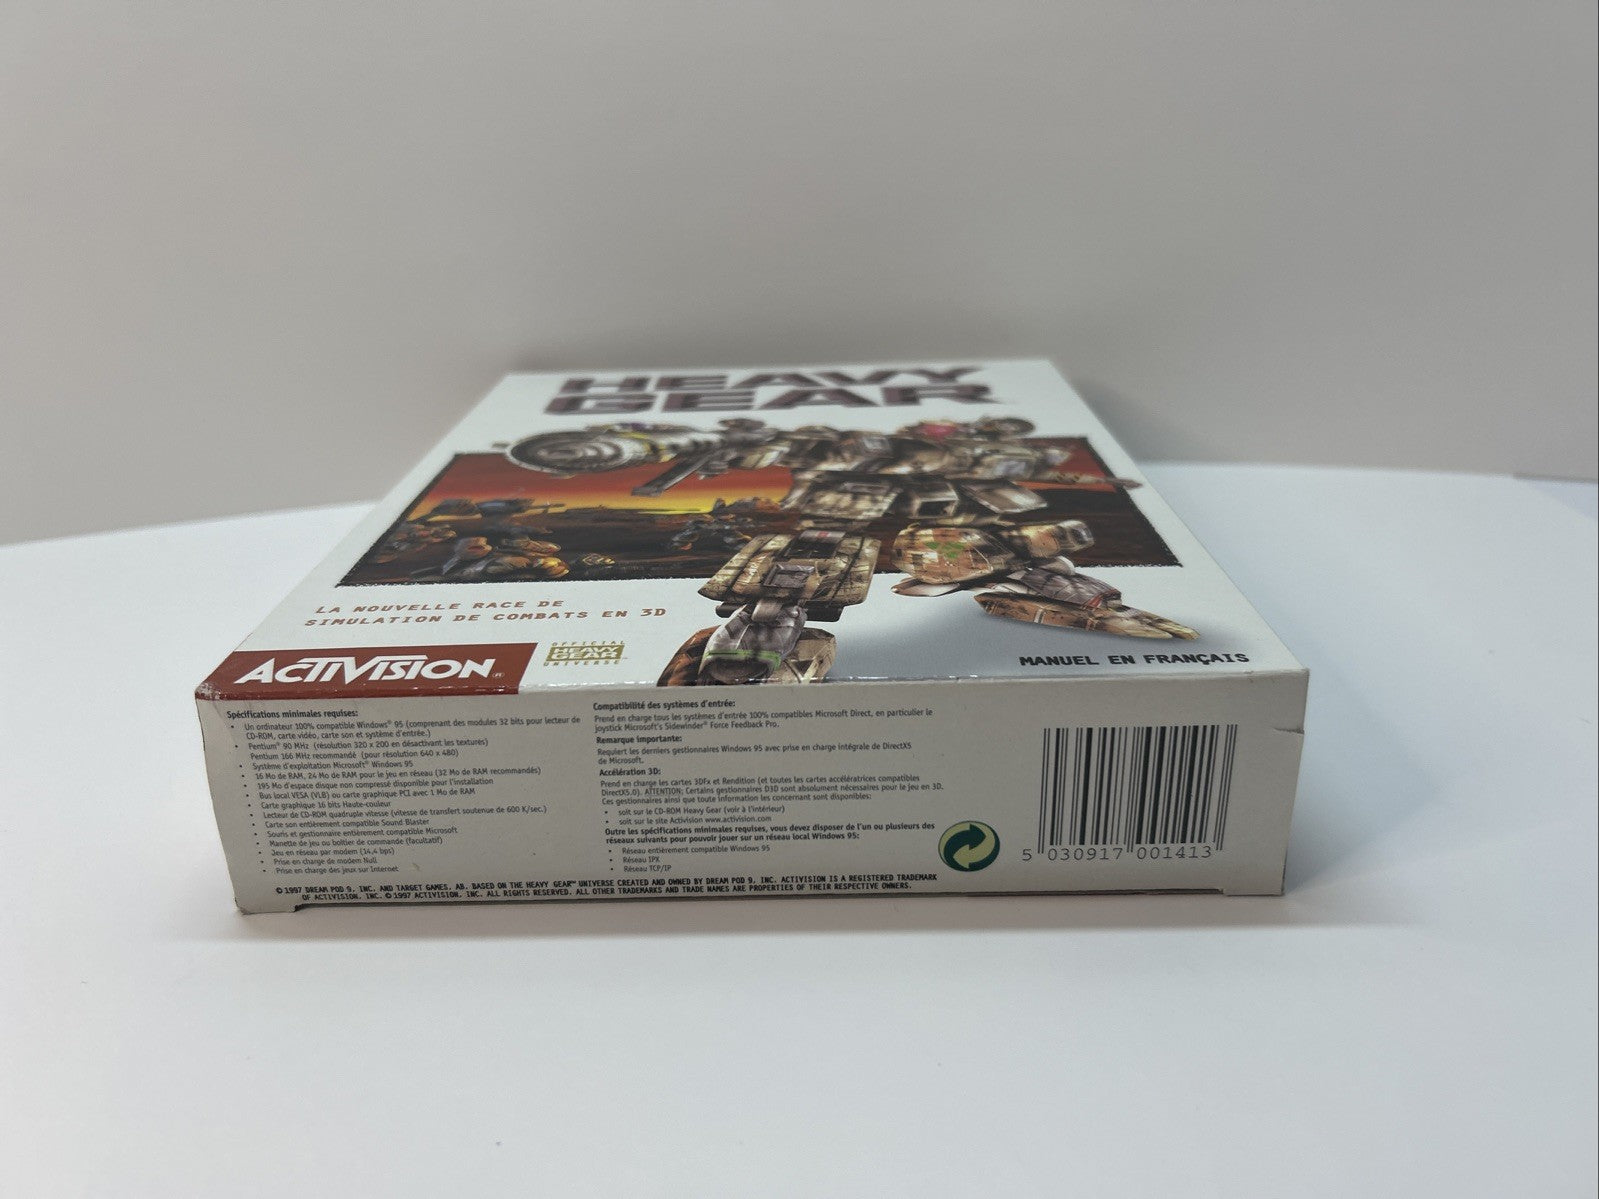 HEAVY
GEAR
LA NOUVELLE RACE DE
SIMULATION DE COMBATS EN 3D
ACTIVISION®
OFFICIAL
HEAVY
GEAR™
UNIVERSE
MANUEL EN FRANÇAIS
Spécifications minimales requises:
• Un ordinateur 100% compatible Windows® 95 (comprenant des modules 32 bits pour lecteur de
CD-ROM, carte vidéo, carte son et système d'entrée.)
• Pentium® 90 MHz (résolution 320 x 200 en désactivant les textures)
Pentium 166 MHz recommandé (pour résolution 640 x 480)
• Système d'exploitation Microsoft® Windows 95
• 16 Mo de RAM, 24 Mo de RAM pour le jeu en réseau (32 Mo de RAM recommandés)
• 195 Mo d'espace disque non compressé disponible pour l'installation
• Bus local VESA (VLB) ou carte graphique PCI avec 1 Mo de RAM
• Carte graphique 16 bits Haute-couleur
• Lecteur de CD-ROM quadruple vitesse (vitesse de transfert soutenue de 600 K/sec.)
• Carte son entièrement compatible Sound Blaster
• Souris et gestionnaire entièrement compatible Microsoft
• Manette de jeu ou boîtier de commande (facultatif)
• Jeu en réseau par modem (14,4 bps)
• Prise en charge de modem Null
• Prise en charge des jeux sur Internet
Compatibilité des systèmes d'entrée:
Prend en charge tous les systèmes d'entrée 100% compatibles Microsoft Direct, en particulier le
joystick Microsoft's Sidewinder® Force Feedback Pro.
Remarque importante:
Requiert les derniers gestionnaires Windows 95 avec prise en charge intégrale de DirectX5
de Microsoft.
Accélération 3D:
Prend en charge les cartes 3DFx et Rendition (et toutes les cartes accélératrices compatibles
DirectX5.0). ATTENTION: Certains gestionnaires D3D sont absolument nécessaires pour le jeu en 3D.
Ces gestionnaires ainsi que toute information les concernant sont disponibles:
• soit sur le CD-ROM Heavy Gear (voir à l'intérieur)
• soit sur le site Activision www.activision.com
Outre les spécifications minimales requises, vous devez disposer de l'un ou plusieurs des
réseaux suivants pour pouvoir jouer sur un réseau local Windows 95:
• Réseau entièrement compatible Windows 95
• Réseau IPX
• Réseau TCP/IP
5 030917 001413
© 1997 DREAM POD 9, INC. AND TARGET GAMES, AB. BASED ON THE HEAVY GEAR™ UNIVERSE CREATED AND OWNED BY DREAM POD 9, INC. ACTIVISION IS A REGISTERED TRADEMARK
OF ACTIVISION, INC. © 1997 ACTIVISION, INC. ALL RIGHTS RESERVED. ALL OTHER TRADEMARKS AND TRADE NAMES ARE PROPERTIES OF THEIR RESPECTIVE OWNERS.